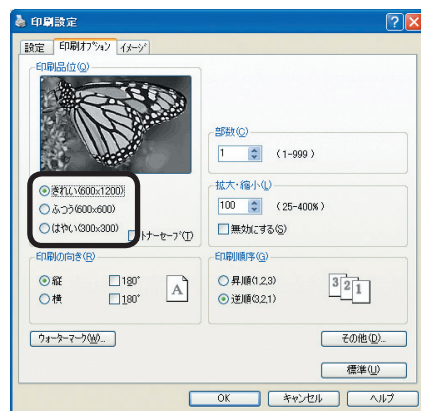 印刷設定
設定 印刷オプション イメージ
印刷品位(Q)
きれい(600x1200)
ふつう(600x600)
はやい(300x300)
トナーセーブ(T)
部数(C)
1 (1-999)
拡大・縮小(L)
100 (25-400%)
無効にする(S)
印刷の向き(R)
縦 180°
横 180°
A
印刷順序(G)
昇順(1,2,3)
逆順(3,2,1)
3 2 1
ウォーターマーク(W)...
その他(D)...
標準(U)
OK キャンセル ヘルプ